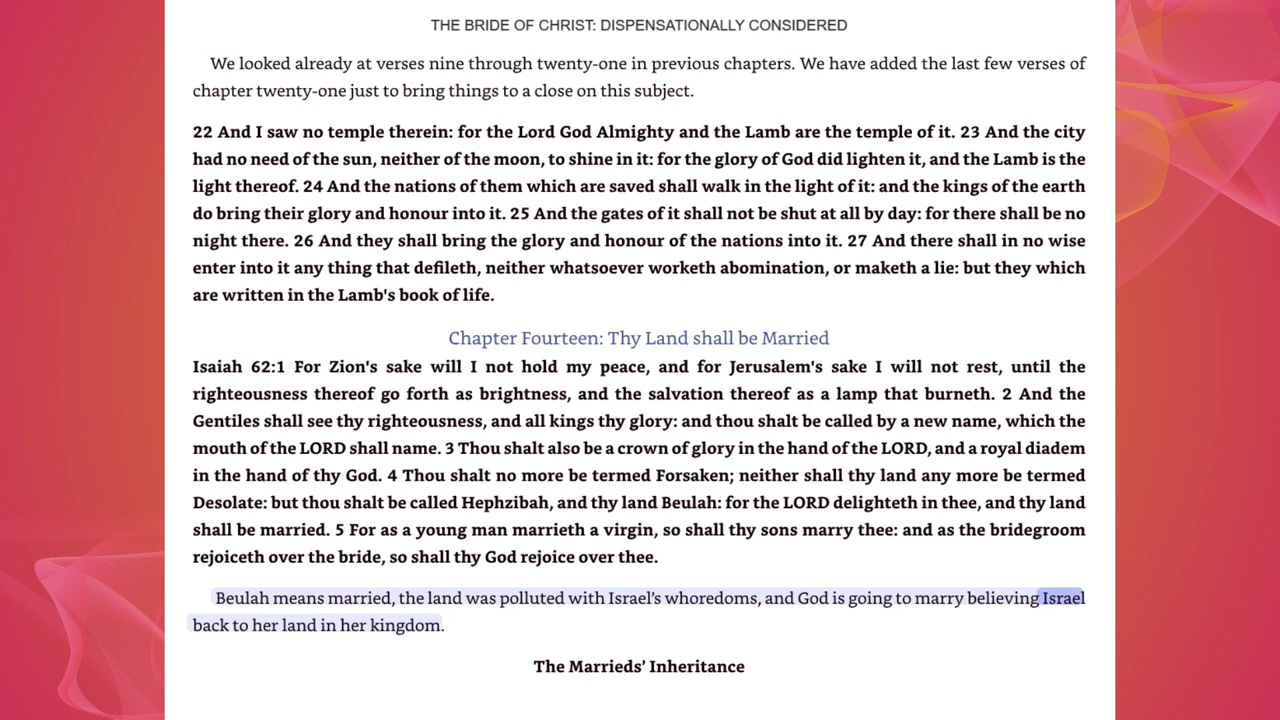 THE BRIDE OF CHRIST: DISPENSATIONALLY CONSIDERED
We looked already at verses nine through twenty-one in previous chapters. We have added the last few verses of
chapter twenty-one just to bring things to a close on this subject.
22 And I saw no temple therein: for the Lord God Almighty and the Lamb are the temple of it. 23 And the city
had no need of the sun, neither of the moon, to shine in it: for the glory of God did lighten it, and the Lamb is the
light thereof. 24 And the nations of them which are saved shall walk in the light of it: and the kings of the earth
do bring their glory and honour into it. 25 And the gates of it shall not be shut at all by day: for there shall be no
night there. 26 And they shall bring the glory and honour of the nations into it. 27 And there shall in no wise
enter into it any thing that defileth, neither whatsoever worketh abomination, or maketh a lie: but they which
are written in the Lamb's book of life.
Chapter Fourteen: Thy Land shall be Married
Isaiah 62:1 For Zion's sake will I not hold my peace, and for Jerusalem's sake I will not rest, until the
righteousness thereof go forth as brightness, and the salvation thereof as a lamp that burneth. 2 And the
Gentiles shall see thy righteousness, and all kings thy glory: and thou shalt be called by a new name, which the
mouth of the LORD shall name. 3 Thou shalt also be a crown of glory in the hand of the LORD, and a royal diadem
in the hand of thy God. 4 Thou shalt no more be termed Forsaken; neither shall thy land any more be termed
Desolate: but thou shalt be called Hephzibah, and thy land Beulah: for the LORD delighteth in thee, and thy land
shall be married. 5 For as a young man marrieth a virgin, so shall thy sons marry thee: and as the bridegroom
rejoiceth over the bride, so shall thy God rejoice over thee.
Beulah means married, the land was polluted with Israel’s whoredoms, and God is going to marry believing Israel
back to her land in her kingdom.
The Marrieds’ Inheritance